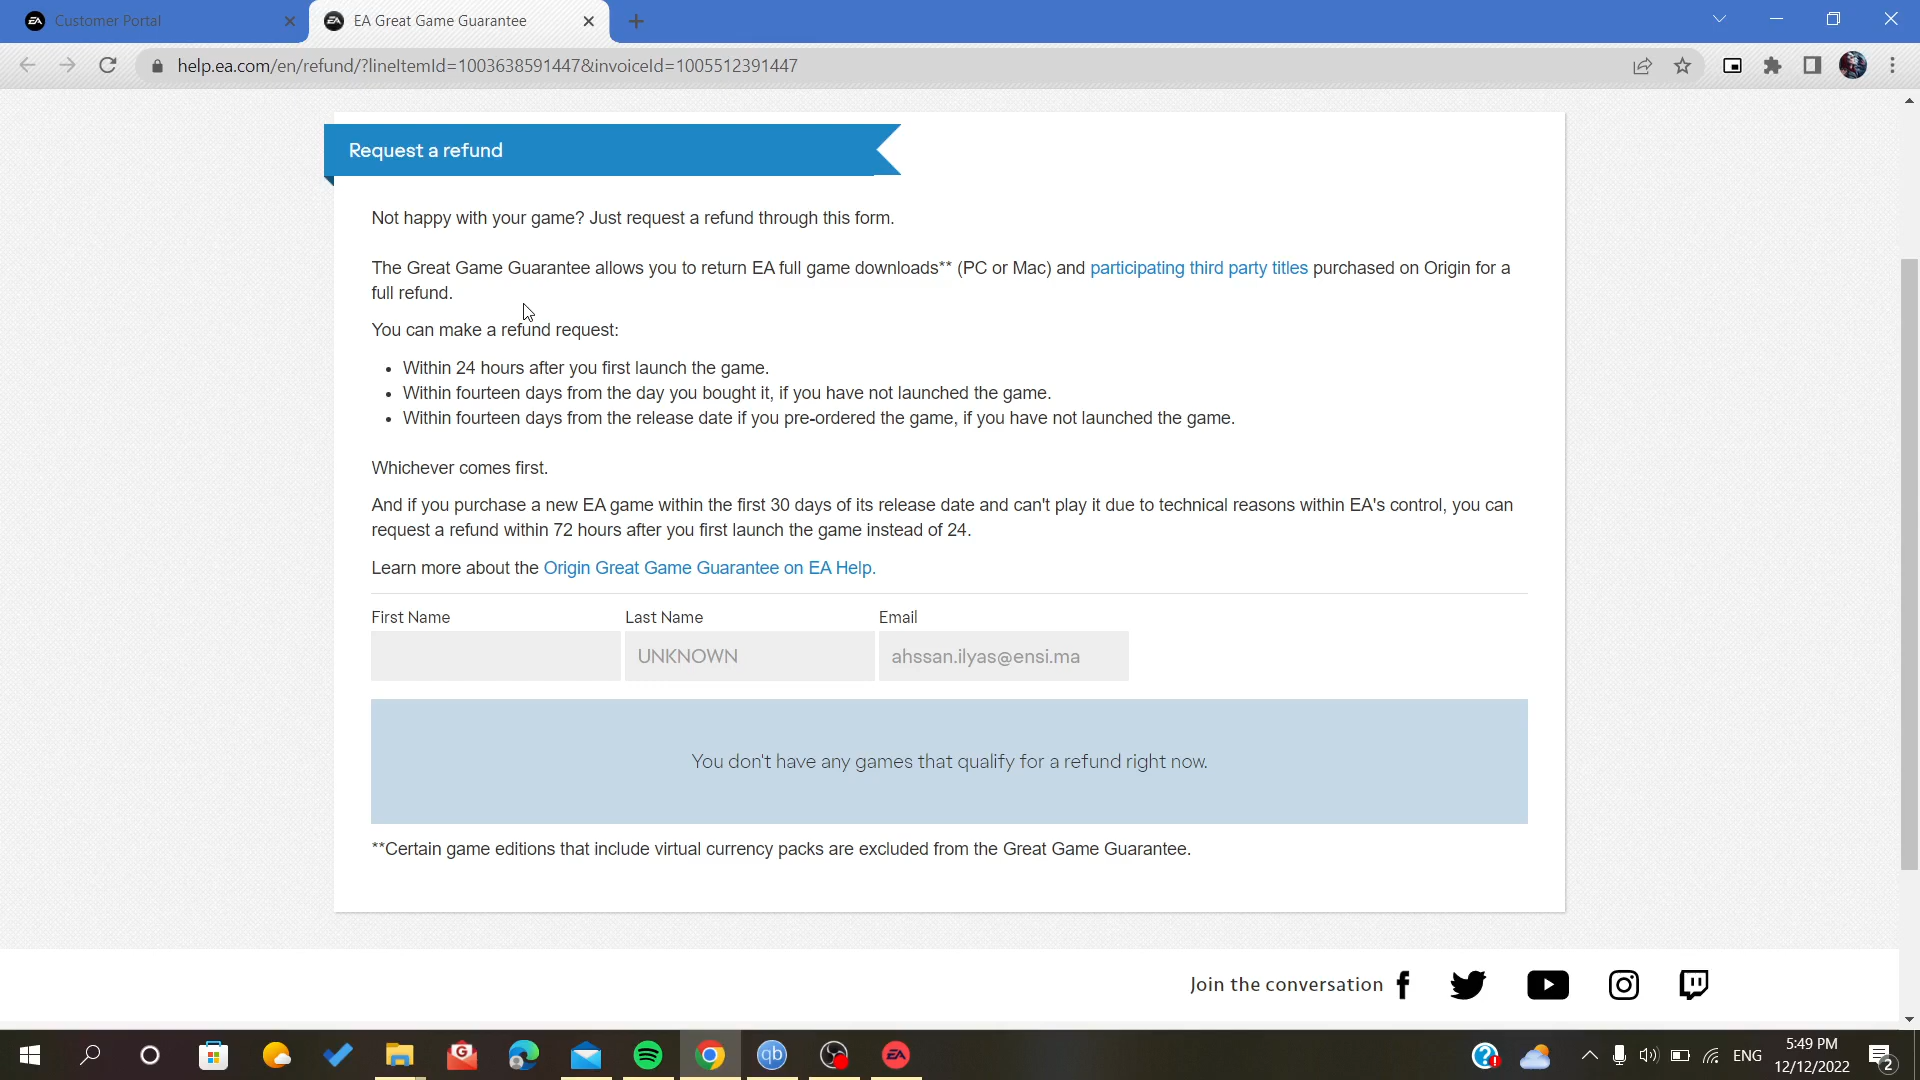 Customer Portal
EA Great Game Guarantee
help.ea.com/en/refund/?lineItemId=1003638591447&invoiceId=1005512391447
Request a refund
Not happy with your game? Just request a refund through this form.
The Great Game Guarantee allows you to return EA full game downloads** (PC or Mac) and participating third party titles purchased on Origin for a
full refund.
You can make a refund request:
• Within 24 hours after you first launch the game.
• Within fourteen days from the day you bought it, if you have not launched the game.
• Within fourteen days from the release date if you pre-ordered the game, if you have not launched the game.
Whichever comes first.
And if you purchase a new EA game within the first 30 days of its release date and can't play it due to technical reasons within EA's control, you can
request a refund within 72 hours after you first launch the game instead of 24.
Learn more about the Origin Great Game Guarantee on EA Help.
First Name Last Name Email
UNKNOWN ahssan.ilyas@ensi.ma
You don't have any games that qualify for a refund right now.
**Certain game editions that include virtual currency packs are excluded from the Great Game Guarantee.
Join the conversation
qb
EA
ENG
5:49 PM
12/12/2022
2